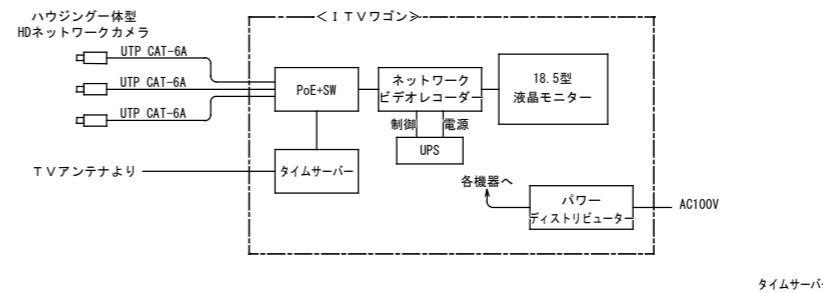 ハウジング一体型
HDネットワークカメラ
<ITVワゴン>
UTP CAT-6A
UTP CAT-6A
UTP CAT-6A
PoE+SW
ネットワーク
ビデオレコーダー
18.5型
液晶モニター
制御
電源
UPS
TVアンテナより
タイムサーバー
各機器へ
パワー
ディストリビューター
AC100V
タイムサーバ